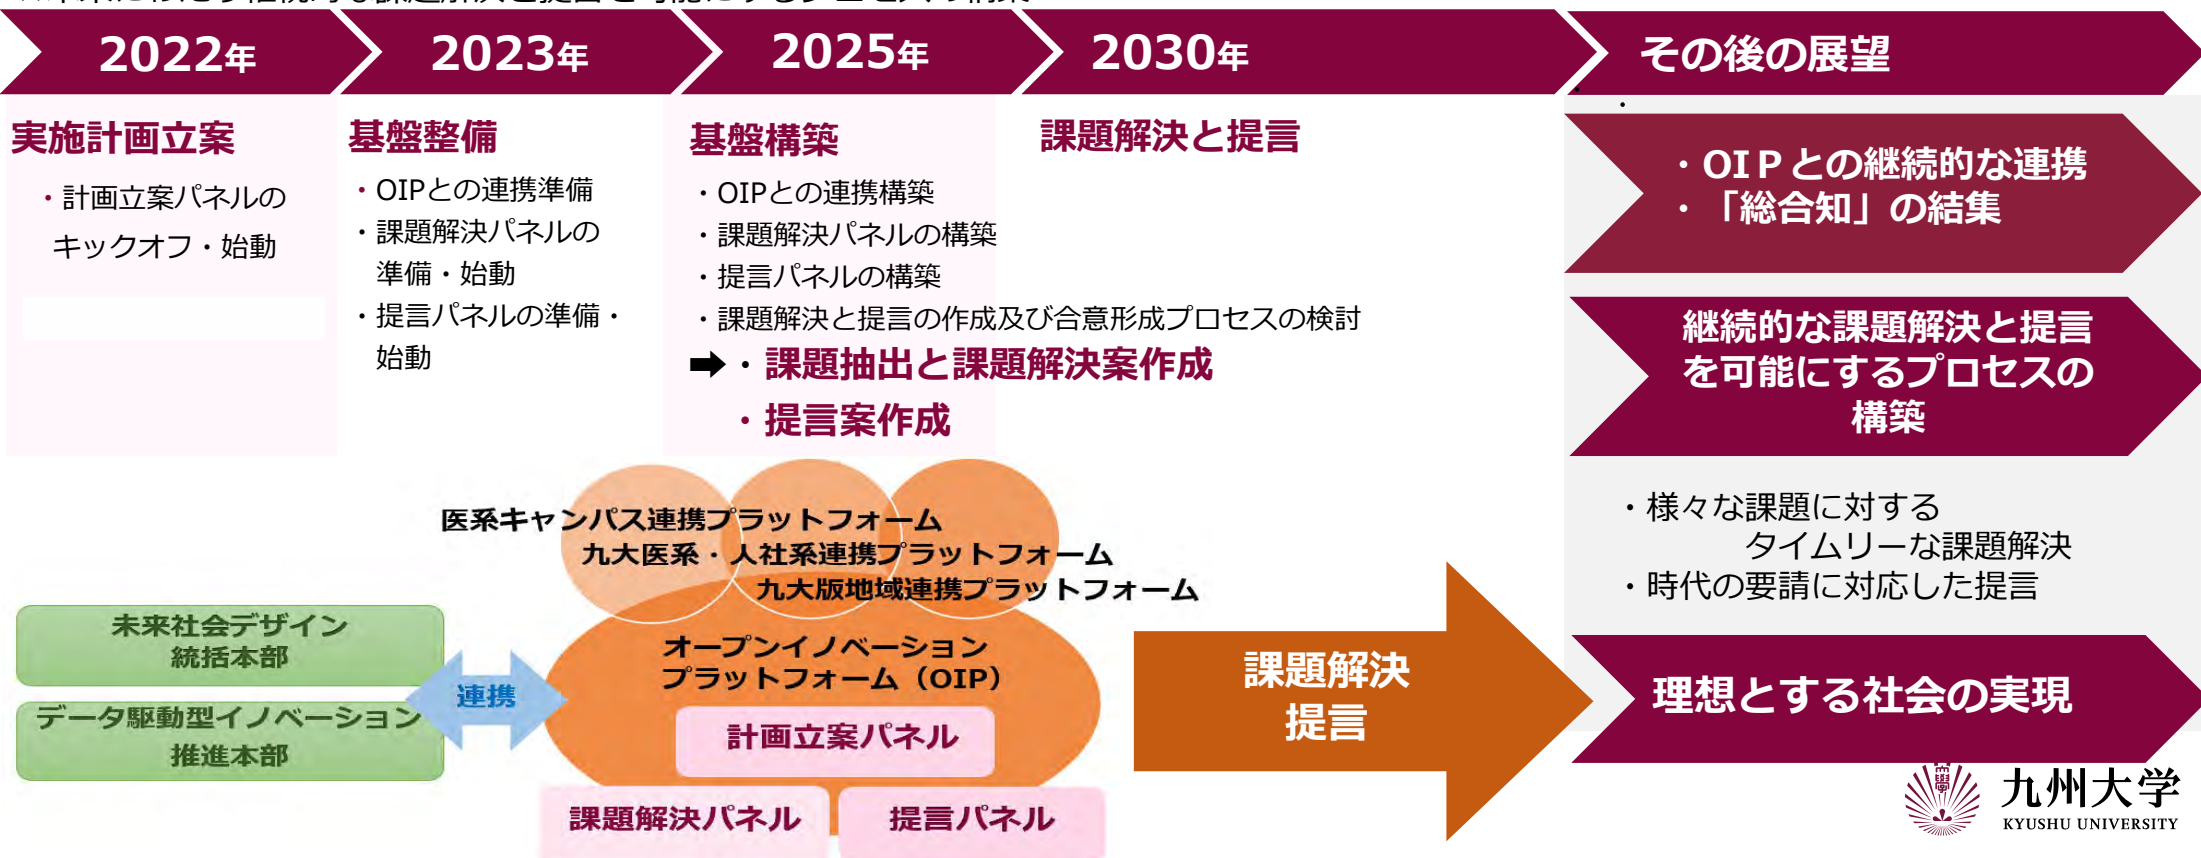 2022年
2023年
2025年
2030年
その後の展望
実施計画立案
・計画立案パネルの
キックオフ・始動
基盤整備
・OIPとの連携準備
・課題解決パネルの
準備・始動
・提言パネルの準備・
始動
基盤構築
・OIPとの連携構築
・課題解決パネルの構築
・提言パネルの構築
・課題解決と提言の作成及び合意形成プロセスの検討
➡・課題抽出と課題解決案作成
・提言案作成
課題解決と提言
・OIPとの継続的な連携
・「総合知」の結集
継続的な課題解決と提言
を可能にするプロセスの
構築
・様々な課題に対する
タイムリーな課題解決
・時代の要請に対応した提言
理想とする社会の実現
医系キャンパス連携プラットフォーム
九大医系・人社系連携プラットフォーム
九大版地域連携プラットフォーム
未来社会デザイン
統括本部
データ駆動型イノベーション
推進本部
連携
オープンイノベーション
プラットフォーム（OIP）
計画立案パネル
課題解決パネル
提言パネル
課題解決
提言
九州大学
KYUSHU UNIVERSITY